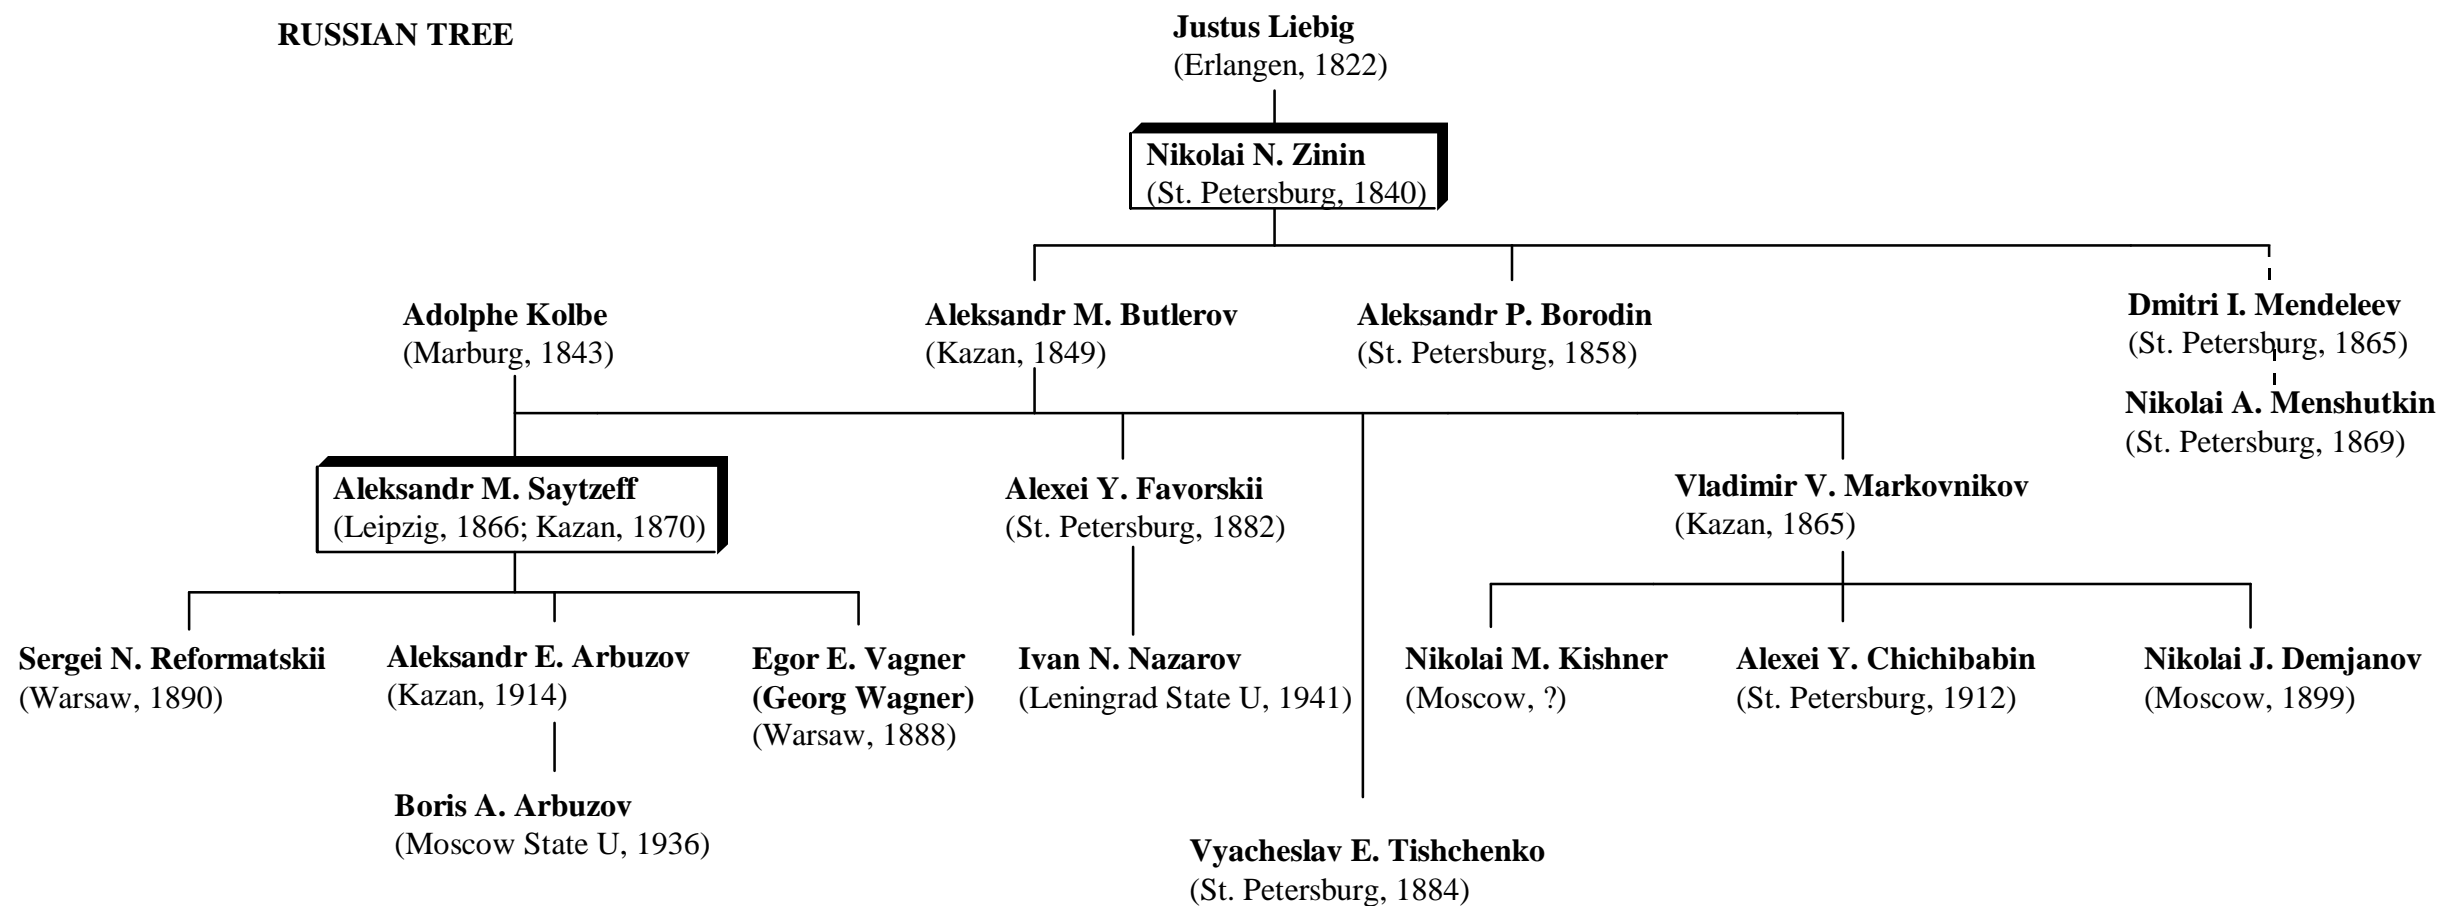 RUSSIAN TREE
Justus Liebig
(Erlangen, 1822)
Nikolai N. Zinin
(St. Petersburg, 1840)
Adolphe Kolbe
(Marburg, 1843)
Aleksandr M. Butlerov
(Kazan, 1849)
Aleksandr P. Borodin
(St. Petersburg, 1858)
Dmitri I. Mendeleev
(St. Petersburg, 1865)
Nikolai A. Menshutkin
(St. Petersburg, 1869)
Aleksandr M. Saytzeff
(Leipzig, 1866; Kazan, 1870)
Alexei Y. Favorskii
(St. Petersburg, 1882)
Vladimir V. Markovnikov
(Kazan, 1865)
Sergei N. Reformatskii
(Warsaw, 1890)
Aleksandr E. Arbuzov
(Kazan, 1914)
Egor E. Vagner
(Georg Wagner)
(Warsaw, 1888)
Ivan N. Nazarov
(Leningrad State U, 1941)
Nikolai M. Kishner
(Moscow, ?)
Alexei Y. Chichibabin
(St. Petersburg, 1912)
Nikolai J. Demjanov
(Moscow, 1899)
Boris A. Arbuzov
(Moscow State U, 1936)
Vyacheslav E. Tishchenko
(St. Petersburg, 1884)